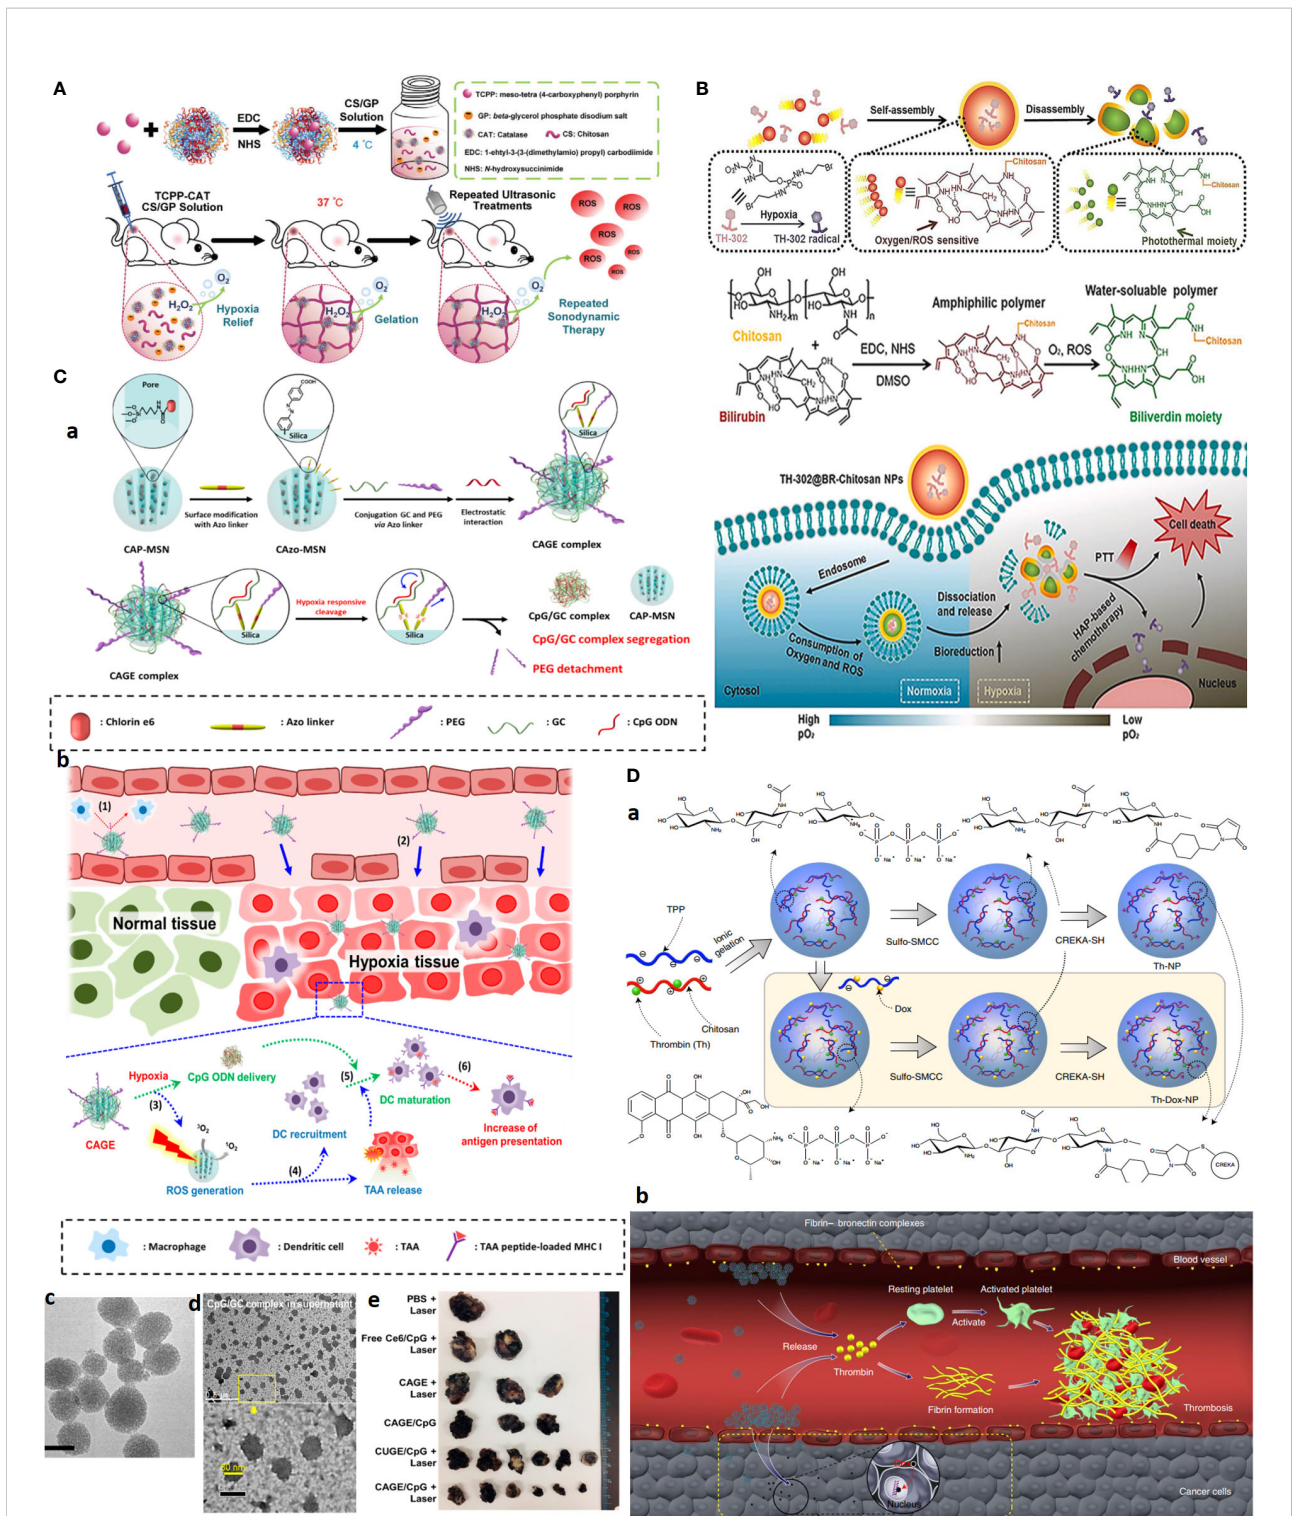 A
EDC
NHS
CS/GP
Solution
4 °C
TCPP: meso-tetra (4-carboxyphenyl) porphyrin
GP: beta-glycerol phosphate disodium salt
CAT: Catalase
CS: Chitosan
EDC: 1-ehtyl-3-(3-(dimethylamio) propyl) carbodiimide
NHS: N-hydroxysuccinimide
TCPP-CAT
CS/GP Solution
37 °C
Repeated Ultrasonic
Treatments
ROS
ROS
ROS
ROS
ROS
ROS
H2O2
O2
Hypoxia
Relief
H2O2
O2
Gelation
H2O2
O2
Repeated
Sonodynamic
Therapy
B
Self-assembly
Disassembly
Hypoxia
TH-302
TH-302 radical
Chitosan
Oxygen/ROS sensitive
Chitosan
Photothermal moiety
Chitosan
+
Bilirubin
EDC, NHS
DMSO
Amphiphilic polymer
Chitosan
O2, ROS
Water-soluable polymer
Chitosan
Biliverdin moiety
TH-302@BR-Chitosan NPs
Endosome
Consumption of
Oxygen and ROS
Dissociation
and release
Bioreduction
PTT
Cell death
HAP-based
chemotherapy
Nucleus
Cytosol
Normoxia
Hypoxia
High
pO2
Low
pO2
C
a
Pore
COOH
Silica
Silica
CAP-MSN
Surface modification
with Azo linker
CAzo-MSN
Conjugation GC and PEG
via Azo linker
Electrostatic
interaction
CAGE complex
CAGE complex
Silica
Hypoxia responsive
cleavage
Silica
CpG/GC complex
CAP-MSN
CpG/GC complex segregation
PEG detachment
: Chlorin e6
: Azo linker
: PEG
: GC
: CpG ODN
b
(1)
(2)
Normal tissue
Hypoxia tissue
CAGE
Hypoxia
(3)
CpG ODN delivery
3O2
1O2
ROS generation
(4)
DC recruitment
(5)
DC maturation
TAA release
(6)
Increase of
antigen presentation
: Macrophage
: Dendritic cell
: TAA
: TAA peptide-loaded MHC I
c
d
CpG/GC complex in supernatant
e
PBS +
Laser
Free Ce6/CpG +
Laser
CAGE +
Laser
CAGE/CpG
CUGE/CpG +
Laser
CAGE/CpG +
Laser
D
a
TPP
Ionic
gelation
Chitosan
Thrombin (Th)
Sulfo-SMCC
CREKA-SH
Th-NP
Dox
Sulfo-SMCC
CREKA-SH
Th-Dox-NP
CREKA
b
Fibrin– bronectin complexes
Blood vessel
Resting platelet
Activated platelet
Activate
Release
Thrombin
Fibrin formation
Thrombosis
Nucleus
Cancer cells